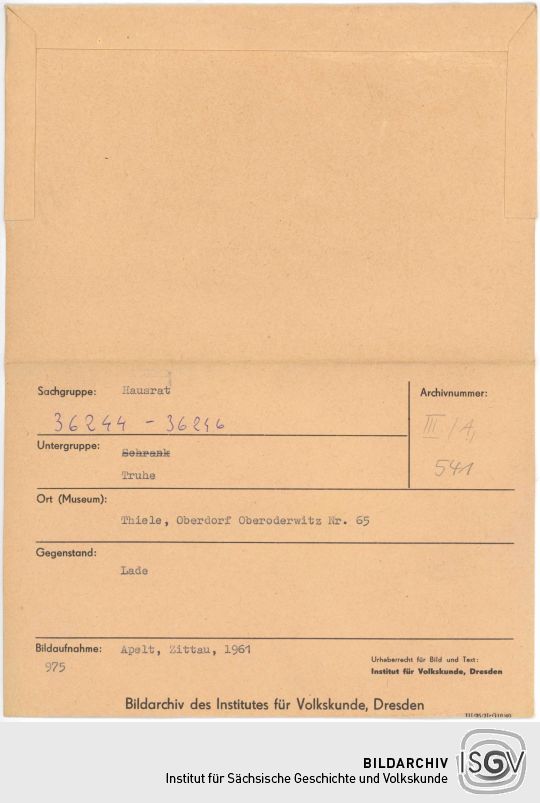 Sachgruppe: Hausrat
Archivnummer:
36244 - 36246
III/A,
541
Untergruppe: Schrank
Truhe
Ort (Museum):
Thiele, Oberdorf Oberoderwitz Nr. 65
Gegenstand:
Lade
Bildaufnahme: Apelt, Zittau, 1961
975
Urheberrecht für Bild und Text:
Institut für Volkskunde, Dresden
Bildarchiv des Institutes für Volkskunde, Dresden
BILDARCHIV
Institut für Sächsische Geschichte und Volkskunde
ISGV